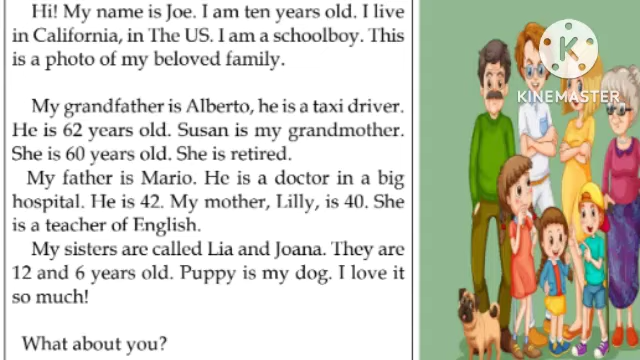 Hi! My name is Joe. I am ten years old. I live
in California, in The US. I am a schoolboy. This
is a photo of my beloved family.
My grandfather is Alberto, he is a taxi driver.
He is 62 years old. Susan is my grandmother.
She is 60 years old. She is retired.
My father is Mario. He is a doctor in a big
hospital. He is 42. My mother, Lilly, is 40. She
is a teacher of English.
My sisters are called Lia and Joana. They are
12 and 6 years old. Puppy is my dog. I love it
so much!
What about you?
KINEMASTER